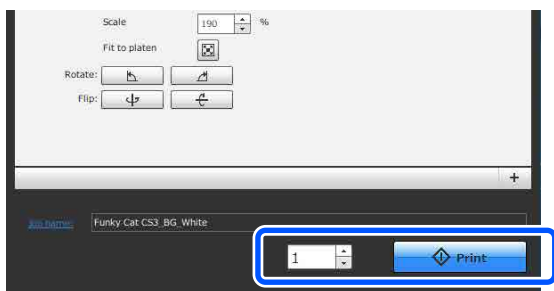 Scale 190 %
Fit to platen
Rotate:
Flip:
+
Job name: Funky Cat CS3_BG_White
1 Print